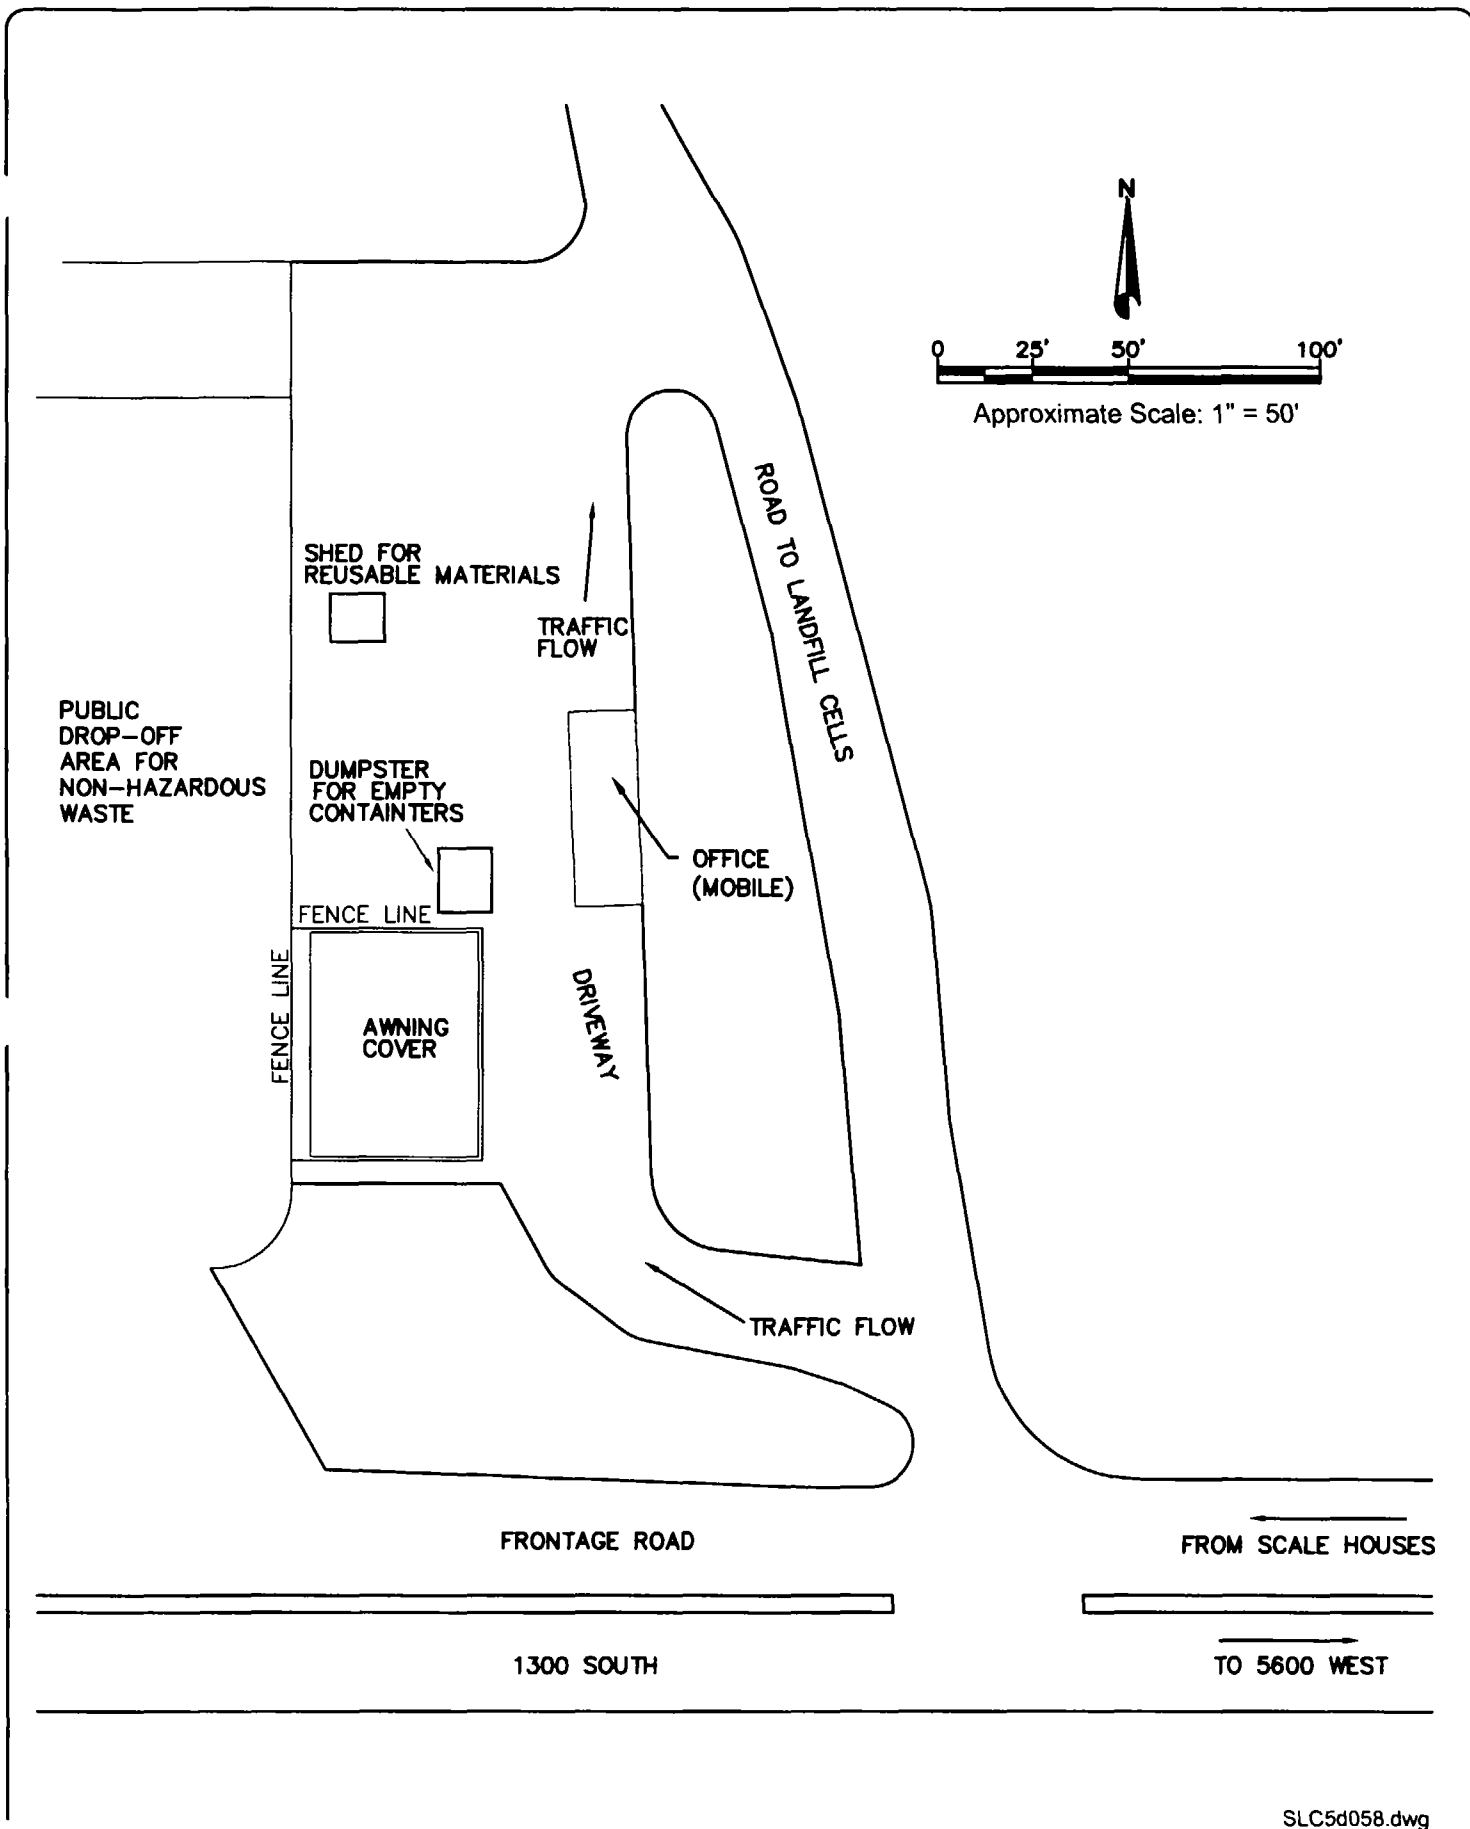 N
0 25' 50' 100'
Approximate Scale: 1" = 50'
ROAD TO LANDFILL CELLS
SHED FOR
REUSABLE MATERIALS
TRAFFIC
FLOW
PUBLIC
DROP-OFF
AREA FOR
NON-HAZARDOUS
WASTE
DUMPSTER
FOR EMPTY
CONTAINTERS
OFFICE
(MOBILE)
FENCE LINE
FENCE LINE
AWNING
COVER
DRIVEWAY
TRAFFIC FLOW
FRONTAGE ROAD
FROM SCALE HOUSES
1300 SOUTH
TO 5600 WEST
SLC5d058.dwg